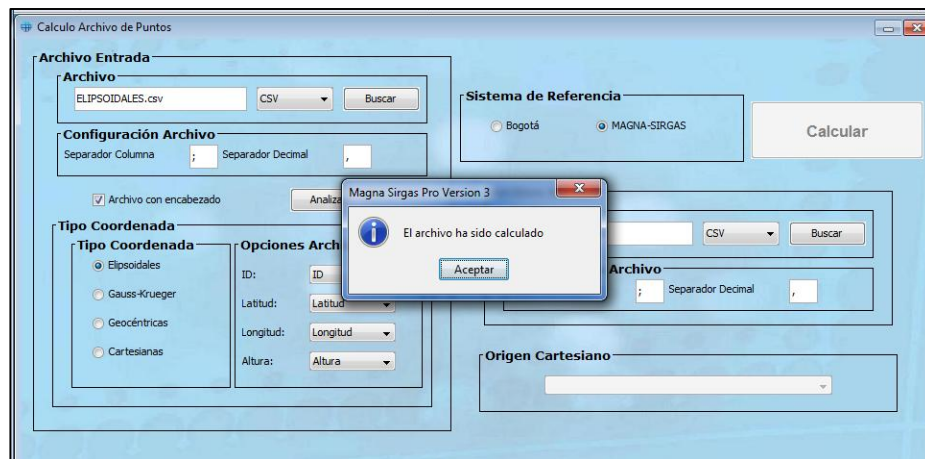 Calculo Archivo de Puntos
Archivo Entrada
Archivo
ELIPSOIDALES.csv CSV Buscar
Configuración Archivo
Separador Columna ; Separador Decimal ,
Archivo con encabezado
Tipo Coordenada
Tipo Coordenada
Elipsoidales
Gauss-Krueger
Geocéntricas
Cartesianas
ID: ID
Latitud: Latitud
Longitud: Longitud
Altura: Altura
Sistema de Referencia
Bogotá MAGNA-SIRGAS
Calcular
Magna Sirgas Pro Version 3
El archivo ha sido calculado
Aceptar
CSV Buscar
Archivo
; Separador Decimal ,
Origen Cartesiano